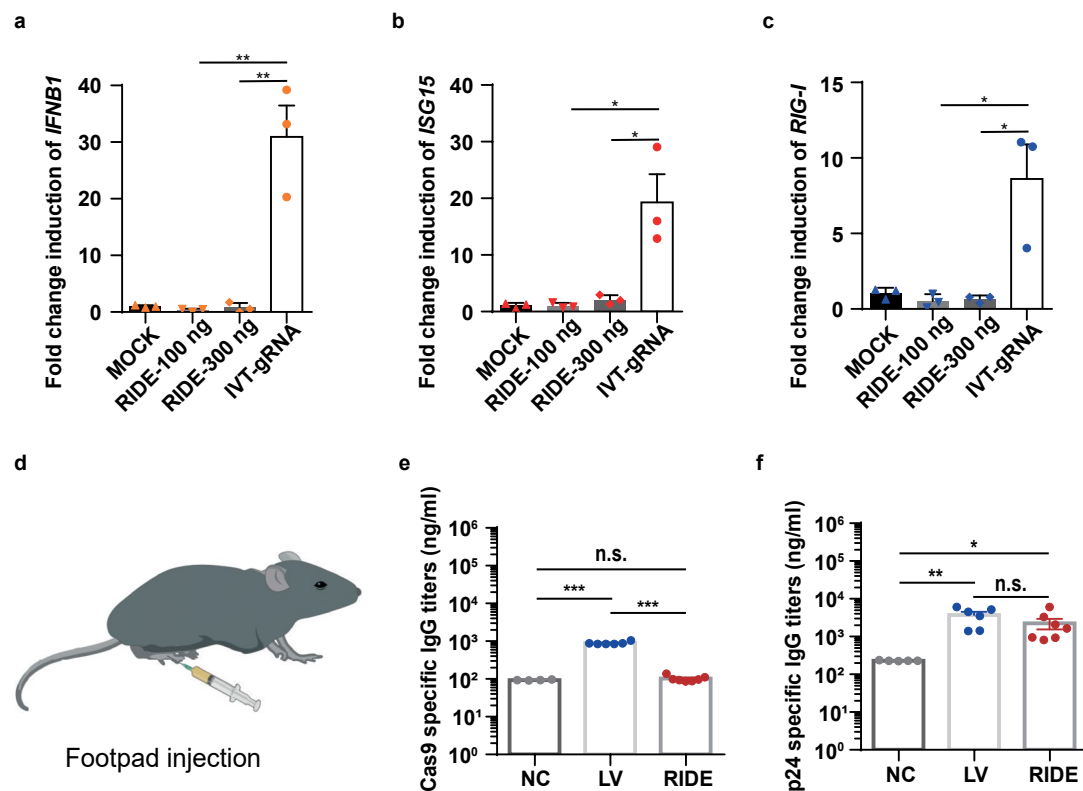 a
Fold change induction of IFNB1
40
30
20
10
0
**
**
MOCK
RIDE-100 ng
RIDE-300 ng
IVT-gRNA
b
Fold change induction of ISG15
40
30
20
10
0
*
*
MOCK
RIDE-100 ng
RIDE-300 ng
IVT-gRNA
c
Fold change induction of RIG-I
15
10
5
0
*
*
MOCK
RIDE-100 ng
RIDE-300 ng
IVT-gRNA
d
Footpad injection
e
Cas9 specific IgG titers (ng/ml)
10⁶
10⁵
10⁴
10³
10²
10¹
10⁰
n.s.
***
***
NC
LV
RIDE
f
p24 specific IgG titers (ng/ml)
10⁶
10⁵
10⁴
10³
10²
10¹
10⁰
*
**
n.s.
NC
LV
RIDE